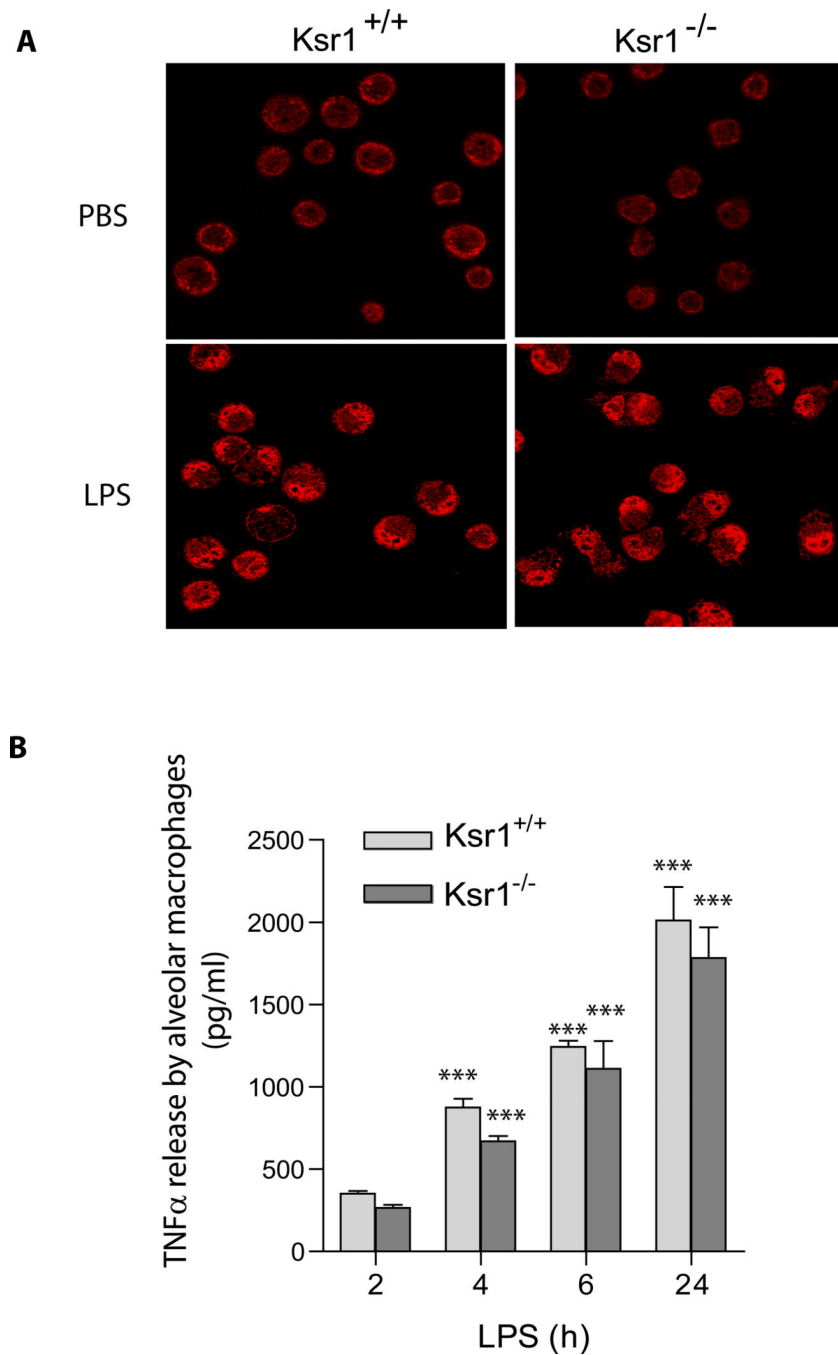 A
Ksr1 +/+
Ksr1 -/-
PBS
LPS
B
TNFα release by alveolar macrophages
(pg/ml)
Ksr1+/+
Ksr1-/-
2500
2000
1500
1000
500
0
***
***
***
***
***
***
2
4
6
24
LPS (h)